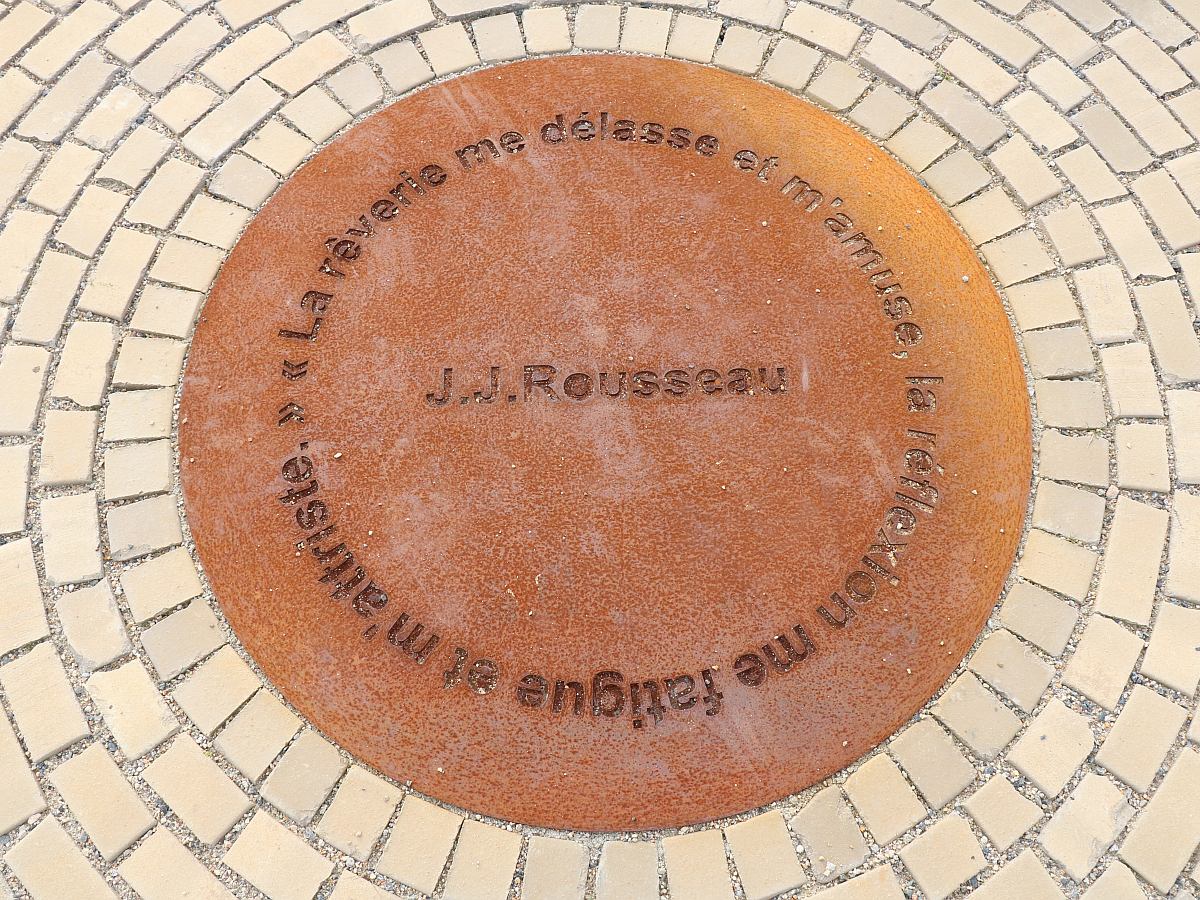 « La rêverie me délasse et m'amuse, la réflexion me fatigue et m'attriste. »
J.J.Rousseau